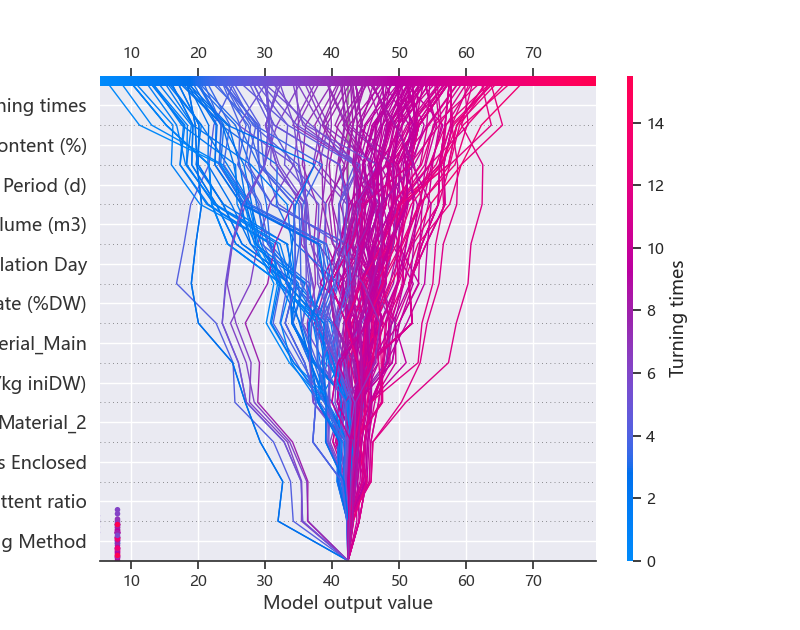 10 20 30 40 50 60 70
ning times
ontent (%)
Period (d)
lume (m3)
lation Day
ate (%DW)
erial_Main
/kg iniDW)
Material_2
s Enclosed
ttent ratio
g Method
10 20 30 40 50 60 70
Model output value
14
12
10
8
6
4
2
0
Turning times